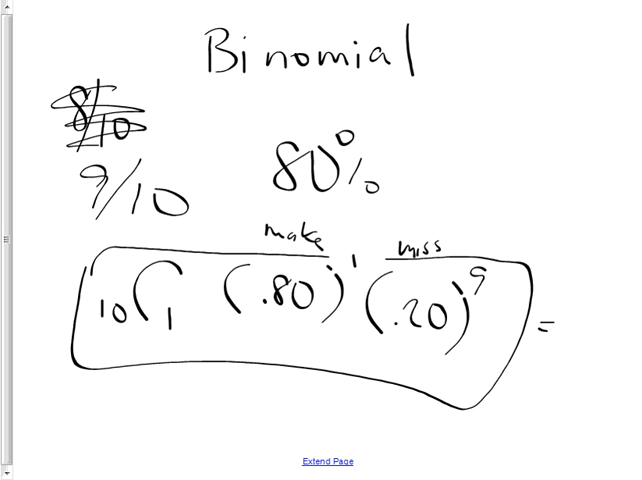 Binomial
8/10
9/10
80%
make miss
10C1 (.80)^1 (.20)^9 =
Extend Page